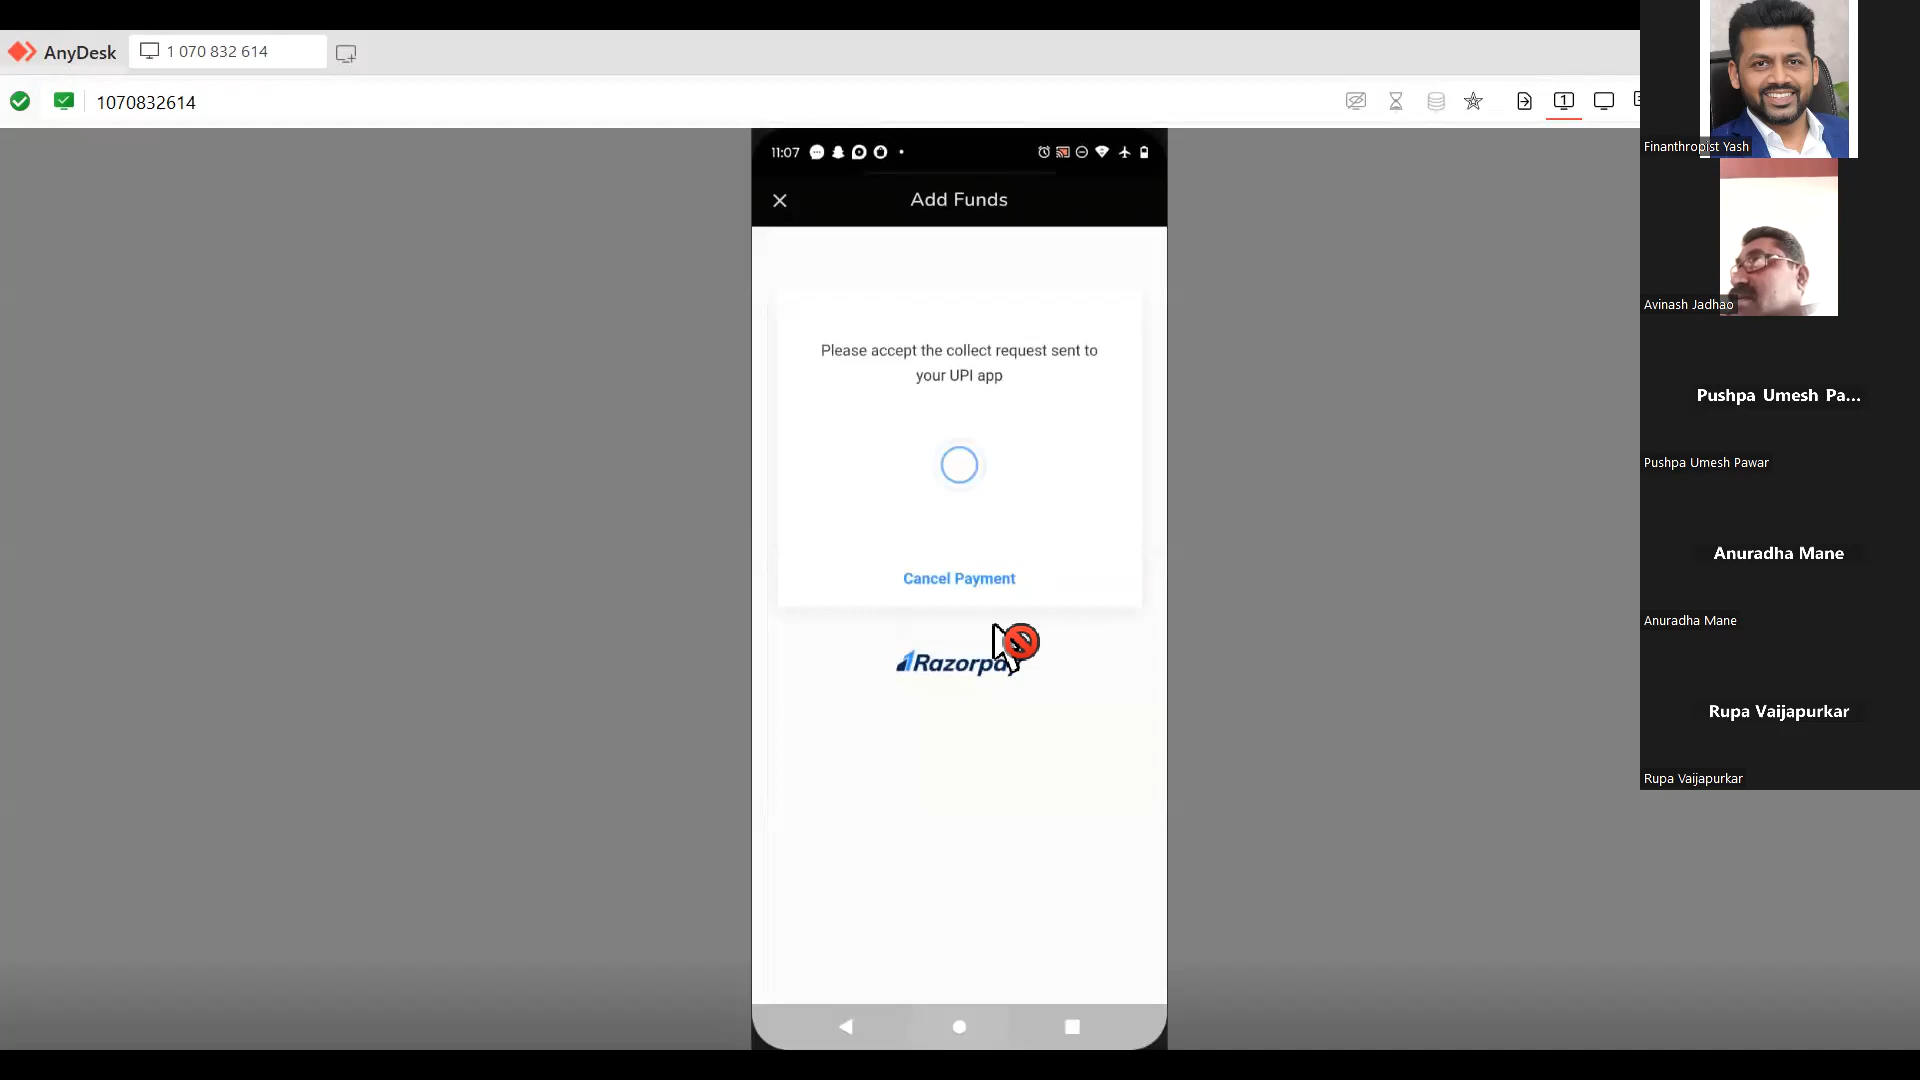 AnyDesk
1 070 832 614
1070832614
1
11:07
Add Funds
Please accept the collect request sent to
your UPI app
Cancel Payment
Razorpay
Finanthropist Yash
Avinash Jadhao
Pushpa Umesh Pa...
Pushpa Umesh Pawar
Anuradha Mane
Anuradha Mane
Rupa Vaijapurkar
Rupa Vaijapurkar